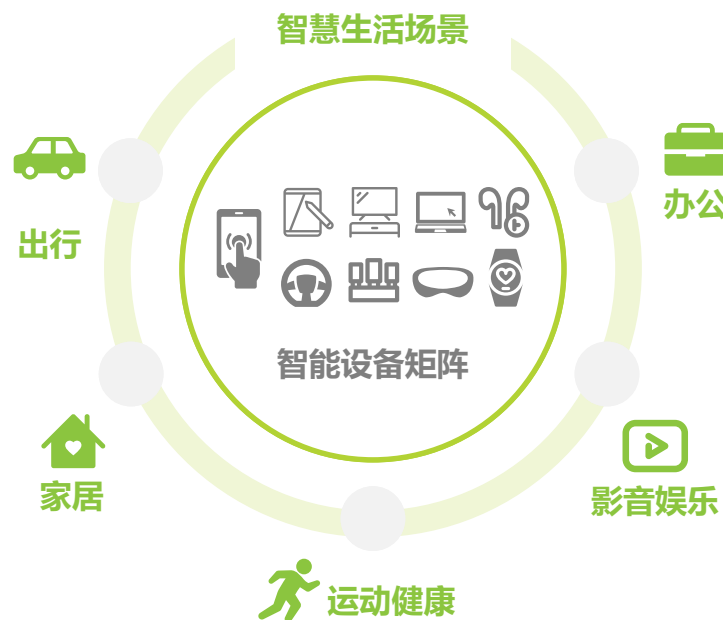 智慧生活场景
办公
出行
智能设备矩阵
家居
影音娱乐
运动健康